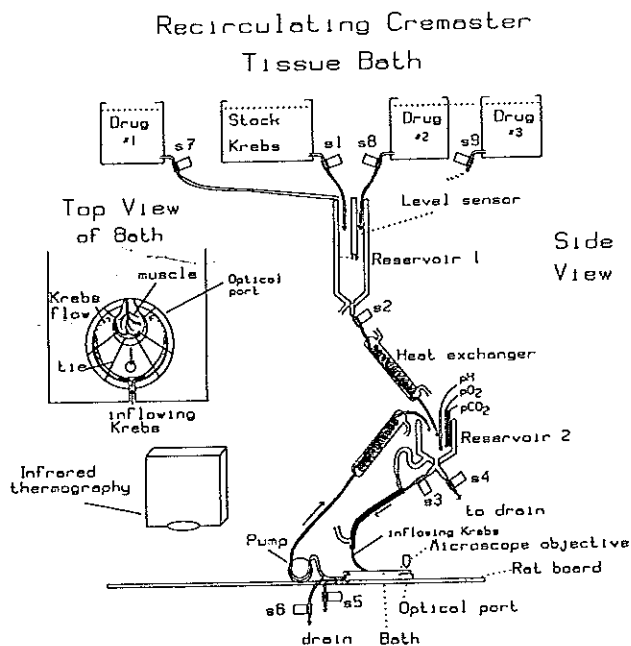 Recirculating Cremaster
Tissue Bath
Drug
#1
s7
Stock
Krebs
s1
s8
Drug
#2
s9
Drug
#3
Level sensor
Top View
of Bath
muscle
Optical
port
Krebs
flow
tie
inflowing
Krebs
Reservoir 1
Side
View
s2
Heat exchanger
pH
pO2
pCO2
Reservoir 2
s3
s4
to drain
Infrared
thermography
Pump
inflowing Krebs
Microscope objective
Rat board
s6
s5
Optical port
drain
Bath